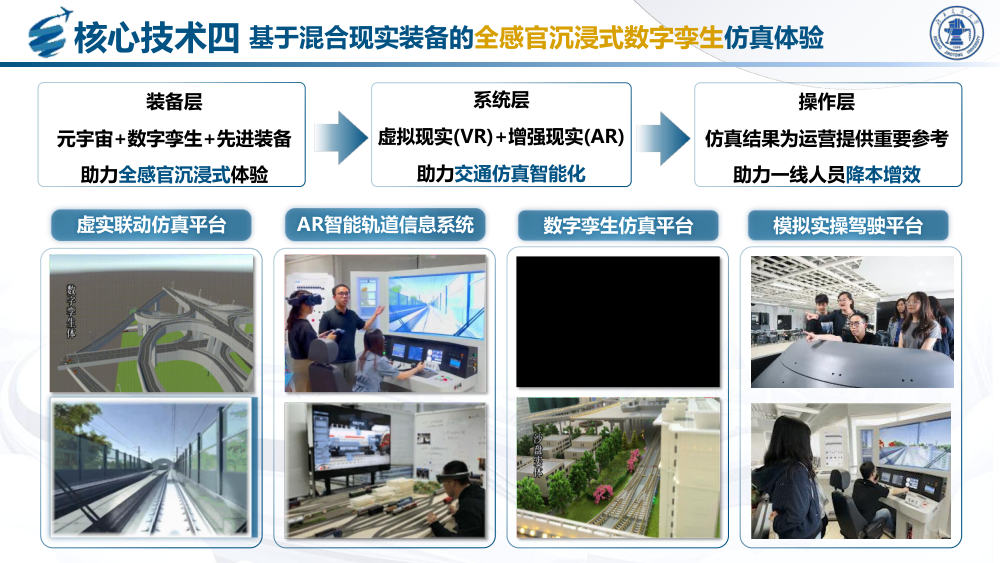 核心技术四 基于混合现实装备的全感官沉浸式数字孪生仿真体验
装备层
元宇宙+数字孪生+先进装备
助力全感官沉浸式体验
系统层
虚拟现实(VR)+增强现实(AR)
助力交通仿真智能化
操作层
仿真结果为运营提供重要参考
助力一线人员降本增效
虚实联动仿真平台
AR智能轨道信息系统
数字孪生仿真平台
模拟实操驾驶平台
数字孪生体
沙盘实体